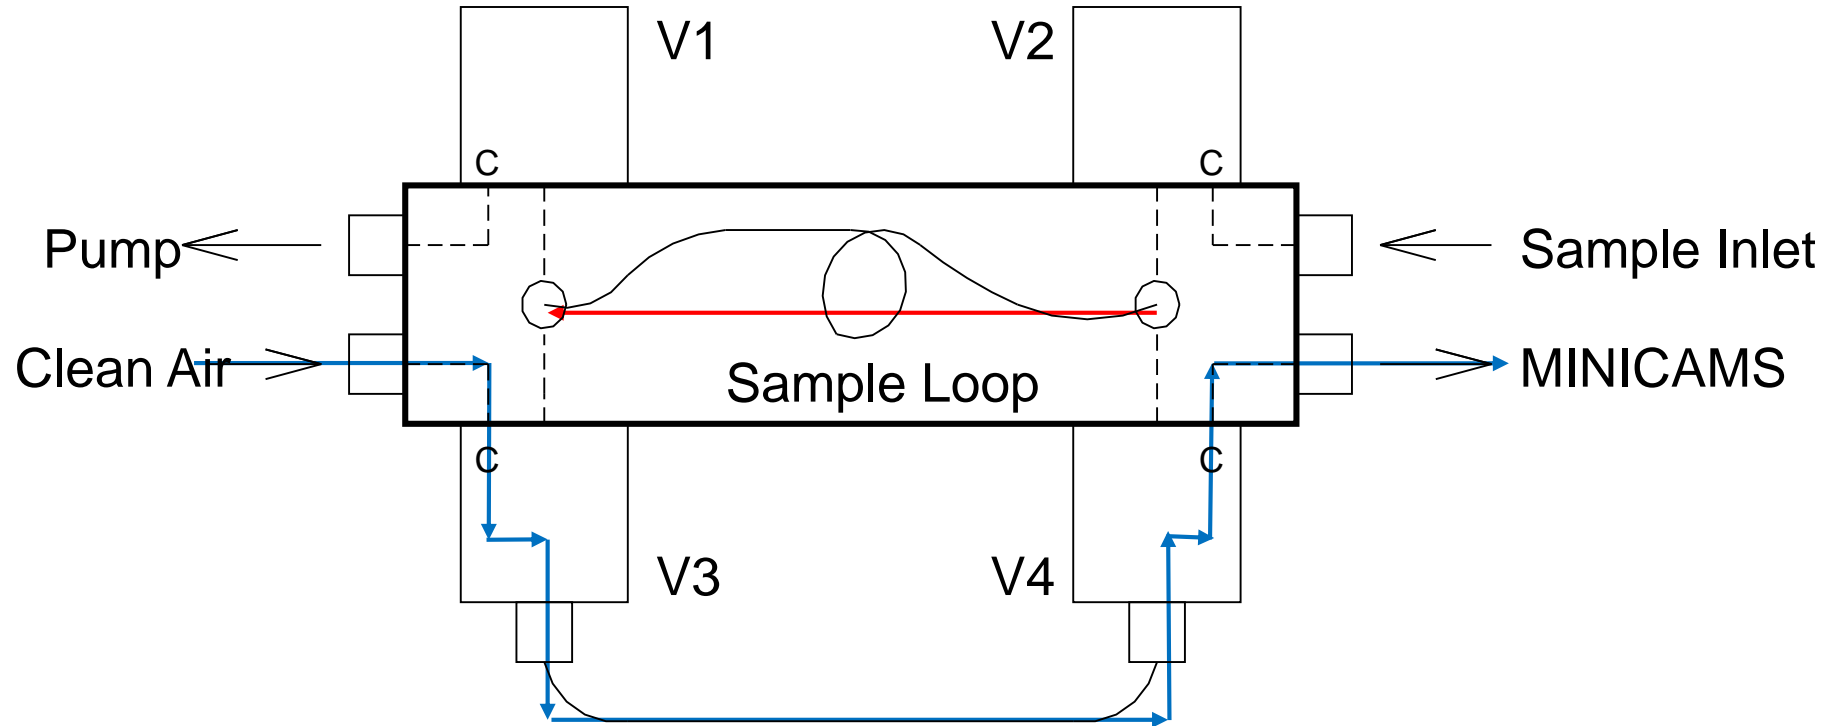 V1 V2
C C
Pump Sample Inlet
Clean Air MINICAMS
Sample Loop
C C
V3 V4